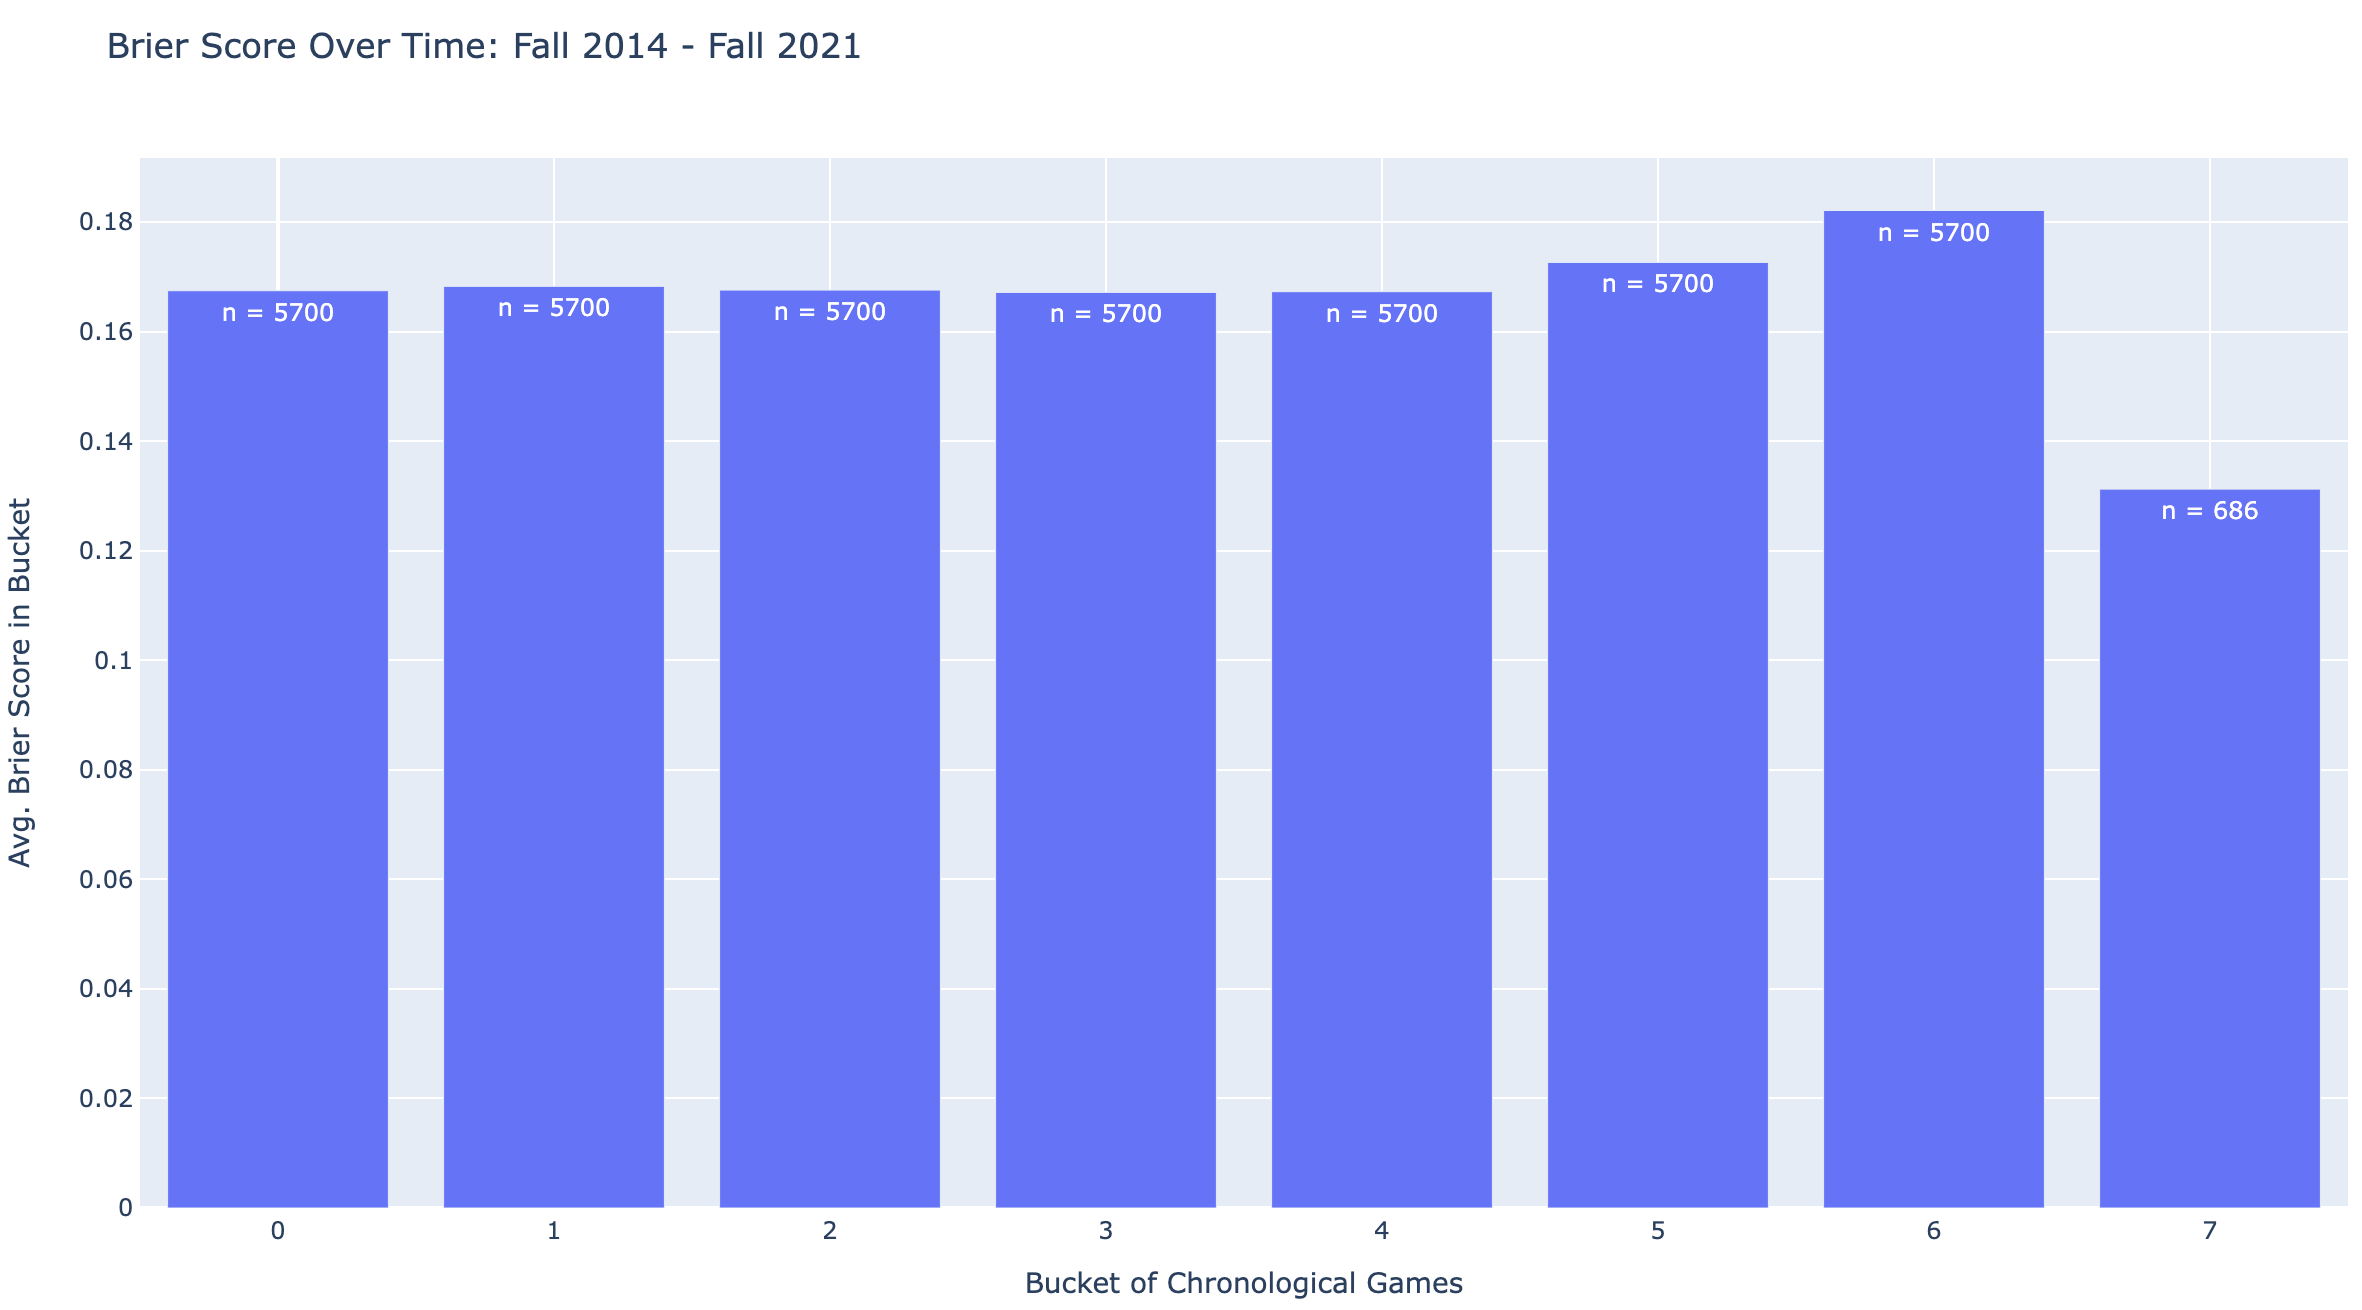 Brier Score Over Time: Fall 2014 - Fall 2021
Avg. Brier Score in Bucket
0.18
0.16
0.14
0.12
0.1
0.08
0.06
0.04
0.02
0
n = 5700
n = 5700
n = 5700
n = 5700
n = 5700
n = 5700
n = 5700
n = 686
0 1 2 3 4 5 6 7
Bucket of Chronological Games